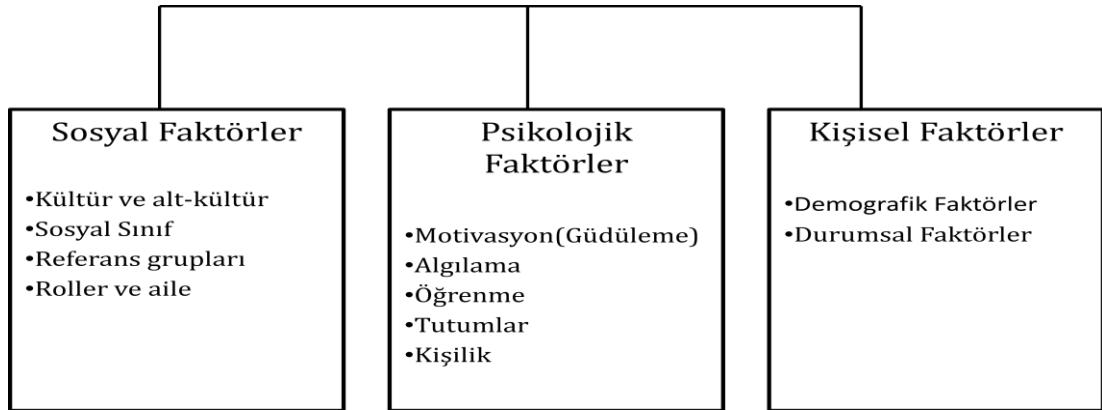 Sosyal Faktörler
•Kültür ve alt-kültür
•Sosyal Sınıf
•Referans grupları
•Roller ve aile
Psikolojik
Faktörler
•Motivasyon(Güdüleme)
•Algılama
•Öğrenme
•Tutumlar
•Kişilik
Kişisel Faktörler
•Demografik Faktörler
•Durumsal Faktörler